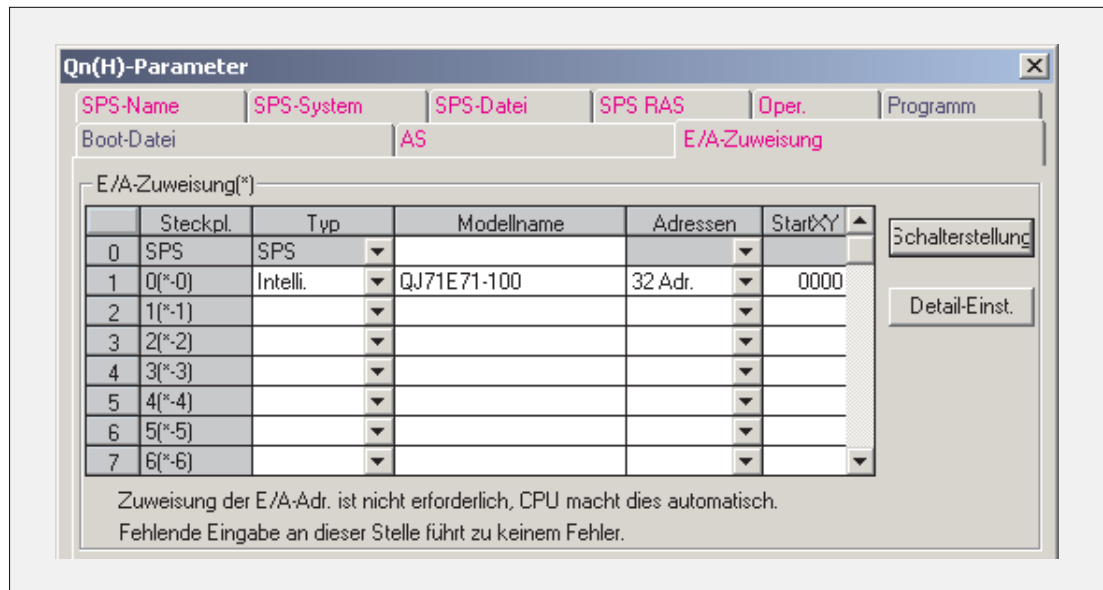 Qn(H)-Parameter
SPS-Name SPS-System SPS-Datei SPS RAS Oper. Programm
Boot-Datei AS E/A-Zuweisung
E/A-Zuweisung(*)
Steckpl. Typ Modellname Adressen StartXY
0 SPS SPS
1 0(*-0) Intelli. QJ71E71-100 32 Adr. 0000
2 1(*-1)
3 2(*-2)
4 3(*-3)
5 4(*-4)
6 5(*-5)
7 6(*-6)
Schalterstellung
Detail-Einst.
Zuweisung der E/A-Adr. ist nicht erforderlich, CPU macht dies automatisch.
Fehlende Eingabe an dieser Stelle führt zu keinem Fehler.